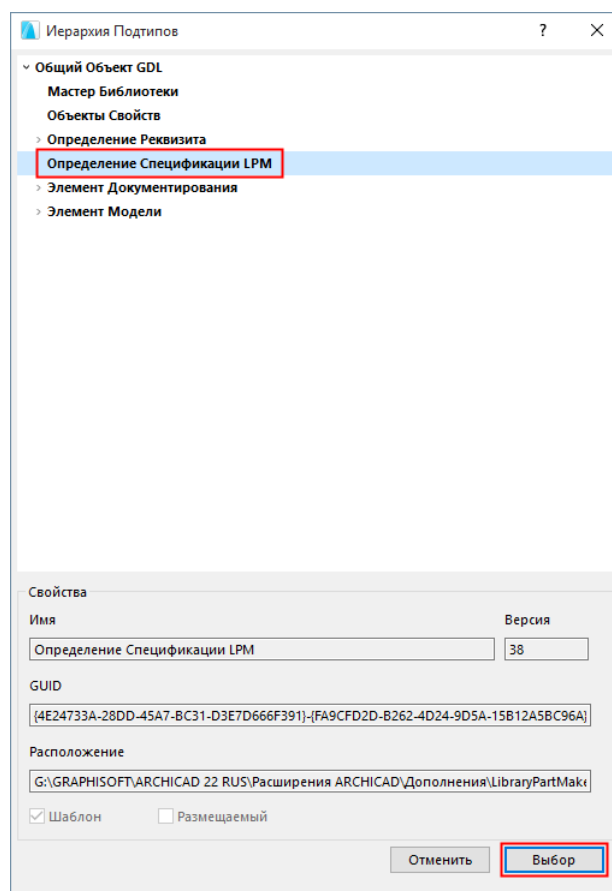 Иерархия Подтипов
Общий Объект GDL
Мастер Библиотеки
Объекты Свойств
Определение Реквизита
Определение Спецификации LPM
Элемент Документирования
Элемент Модели
Свойства
Имя Версия
Определение Спецификации LPM 38
GUID
{4E24733A-28DD-45A7-BC31-D3E7D666F391}-{FA9CFD2D-B262-4D24-9D5A-15B12A5BC96A}
Расположение
G:\GRAPHISOFT\ARCHICAD 22 RUS\Расширения ARCHICAD\Дополнения\LibraryPartMake
Шаблон Размещаемый
Отменить Выбор